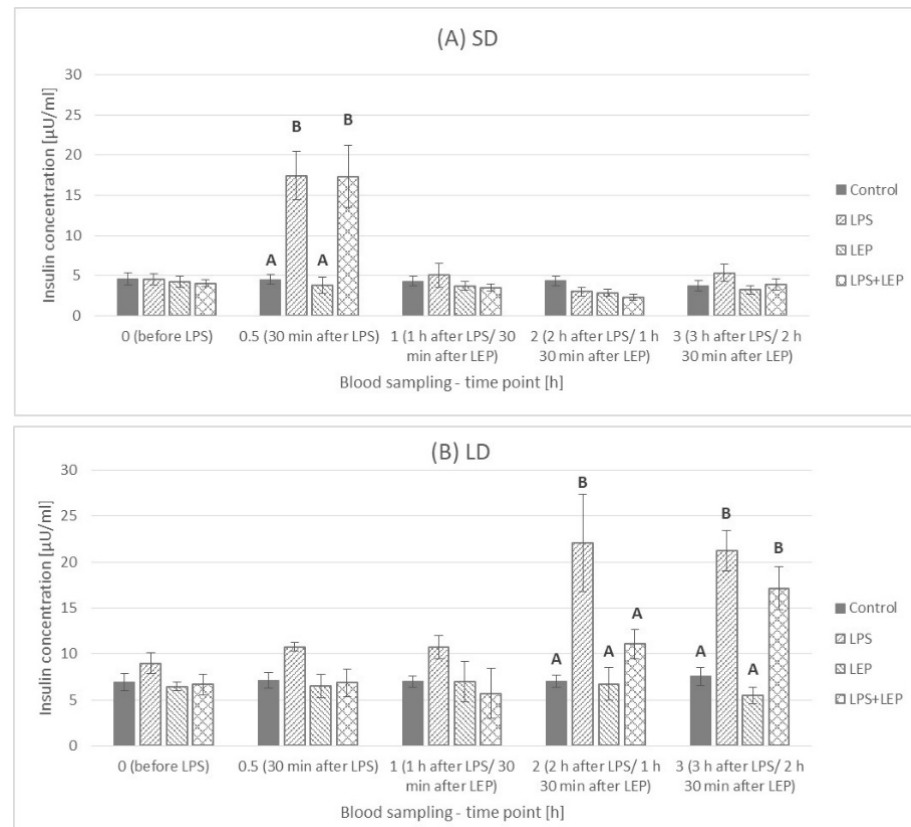 (A) SD
Insulin concentration [µU/ml]
30
25
20
15
10
5
0
A
B
A
B
0 (before LPS)
0.5 (30 min after LPS)
1 (1 h after LPS/ 30
min after LEP)
2 (2 h after LPS/ 1 h
30 min after LEP)
3 (3 h after LPS/ 2 h
30 min after LEP)
Blood sampling - time point [h]
Control
LPS
LEP
LPS+LEP
(B) LD
Insulin concentration [µU/ml]
30
25
20
15
10
5
0
A
B
A
A
A
B
A
B
0 (before LPS)
0.5 (30 min after LPS)
1 (1 h after LPS/ 30
min after LEP)
2 (2 h after LPS/ 1 h
30 min after LEP)
3 (3 h after LPS/ 2 h
30 min after LEP)
Blood sampling - time point [h]
Control
LPS
LEP
LPS+LEP